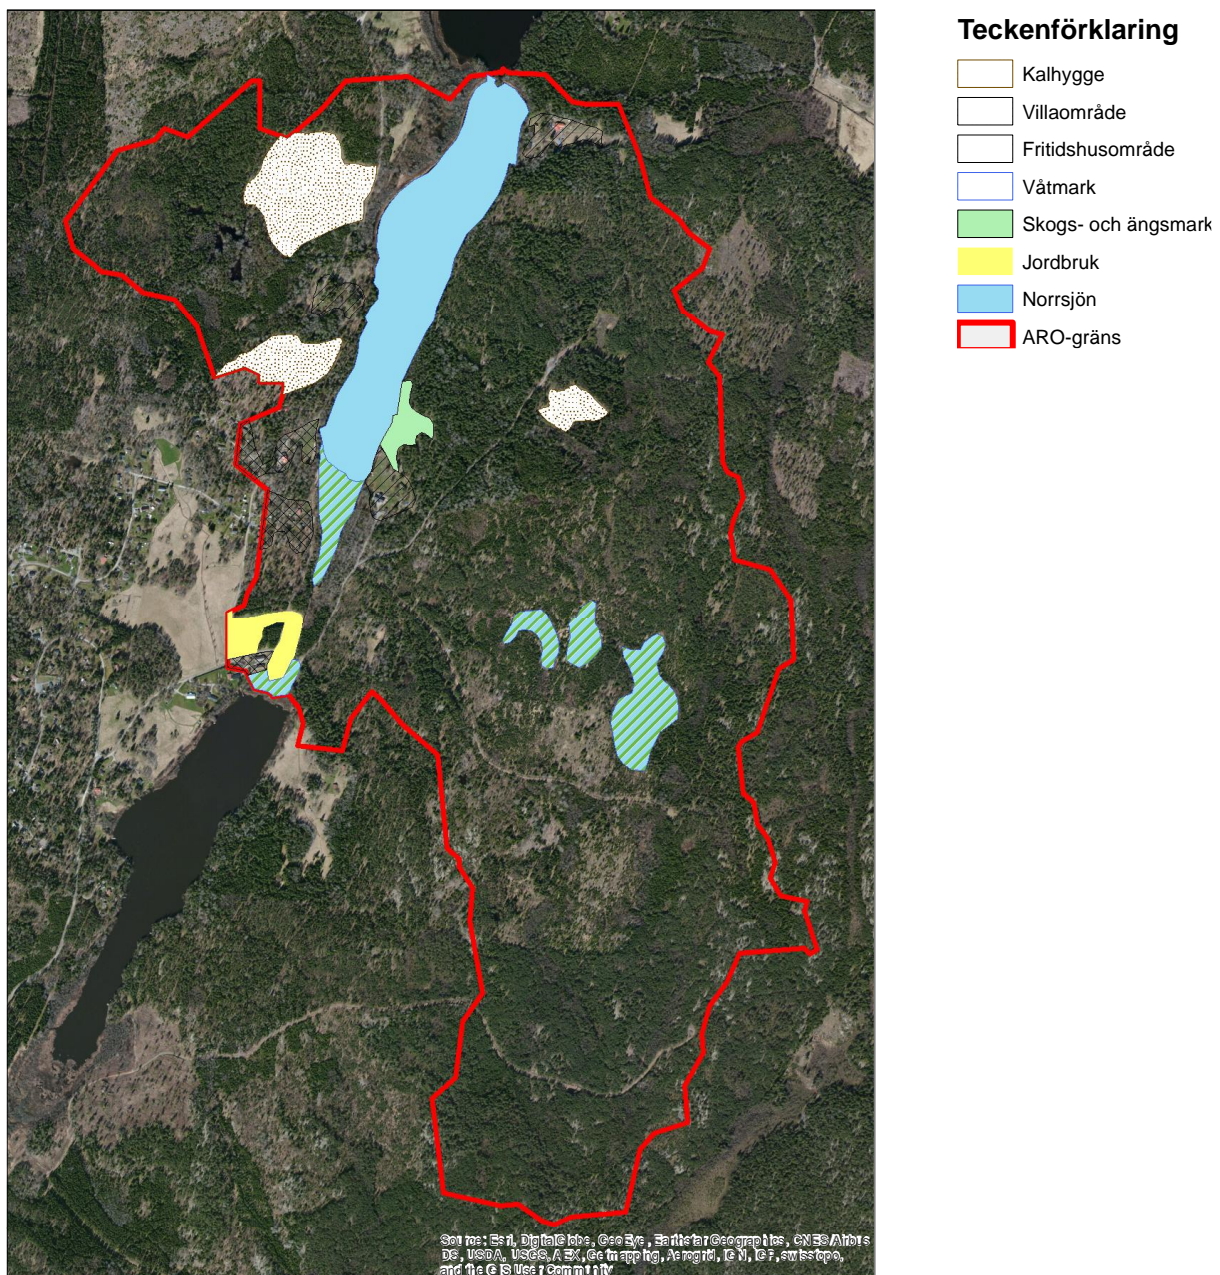 Teckenförklaring
Kalhygge
Villaområde
Fritidshusområde
Våtmark
Skogs- och ängsmark
Jordbruk
Norrsjön
ARO-gräns
Source: Esri, DigitalGlobe, GeoEye, Earthstar Geographics, CNES/Airbus
DS, USDA, USGS, AEX, Getmapping, Aerogrid, IGN, IGP, swisstopo,
and the GIS User Community